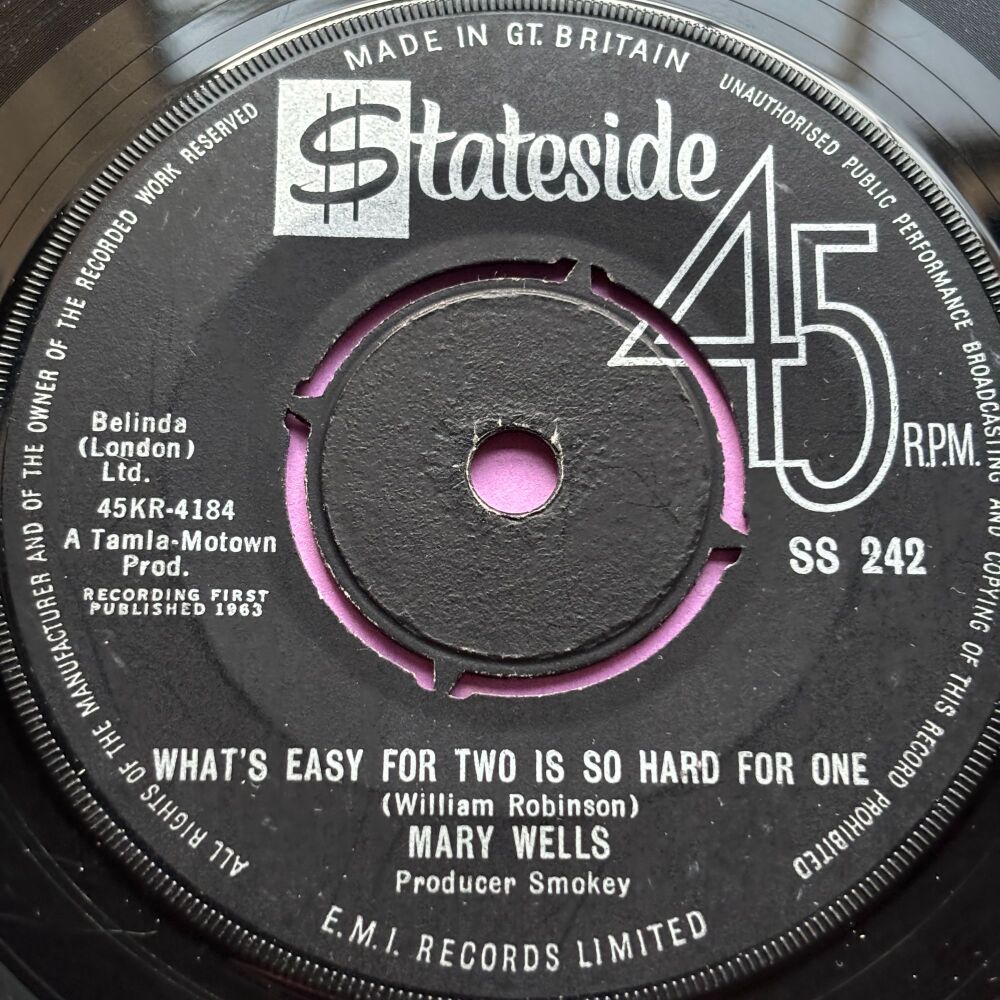 MADE IN GT. BRITAIN
$tateside
45
R.P.M.
UNAUTHORISED PUBLIC PERFORMANCE BROADCASTING AND COPYING OF THIS RECORD PROHIBITED
ALL RIGHTS OF THE MANUFACTURER AND OF THE OWNER OF THE RECORDED WORK RESERVED
Belinda
(London)
Ltd.
45KR-4184
A Tamla-Motown
Prod.
RECORDING FIRST
PUBLISHED 1963
SS 242
WHAT'S EASY FOR TWO IS SO HARD FOR ONE
(William Robinson)
MARY WELLS
Producer Smokey
E.M.I. RECORDS LIMITED